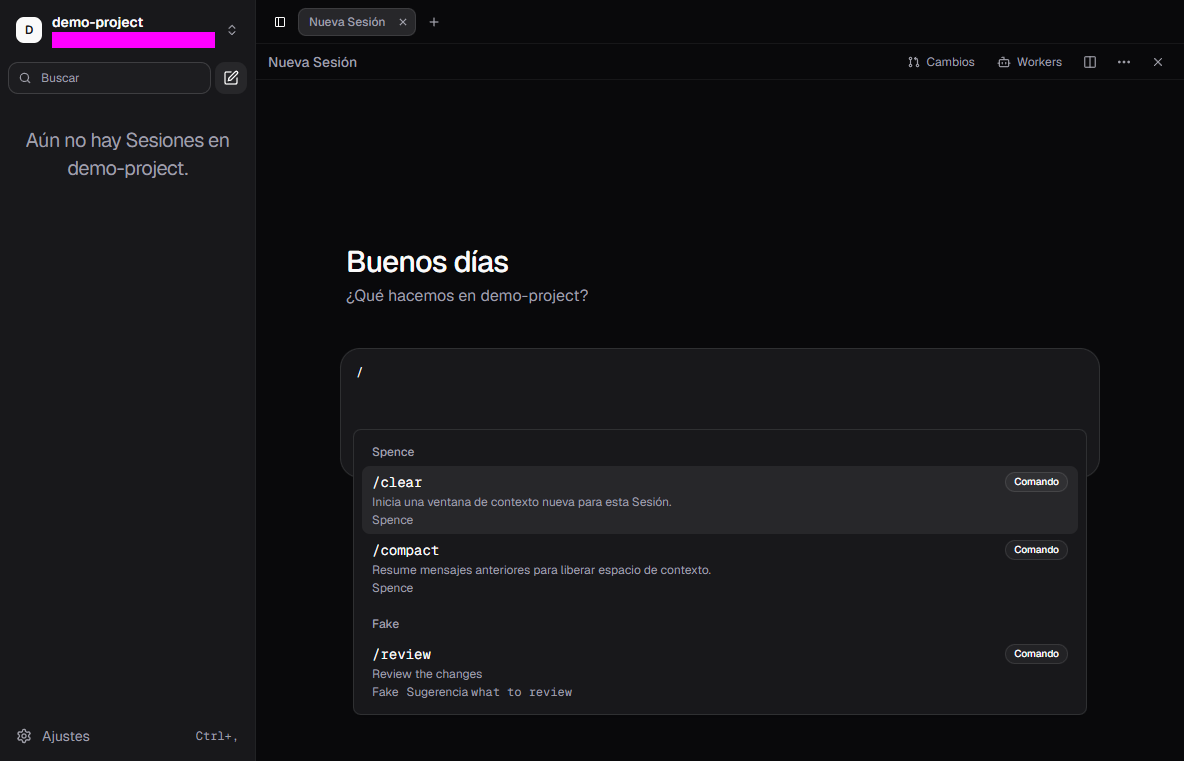 D
demo-project
Buscar
Aún no hay Sesiones en
demo-project.
Ajustes
Ctrl+,
Nueva Sesión
Nueva Sesión
Cambios
Workers
Buenos días
¿Qué hacemos en demo-project?
/
Spence
/clear
Comando
Inicia una ventana de contexto nueva para esta Sesión.
Spence
/compact
Comando
Resume mensajes anteriores para liberar espacio de contexto.
Spence
Fake
/review
Comando
Review the changes
Fake Sugerencia what to review